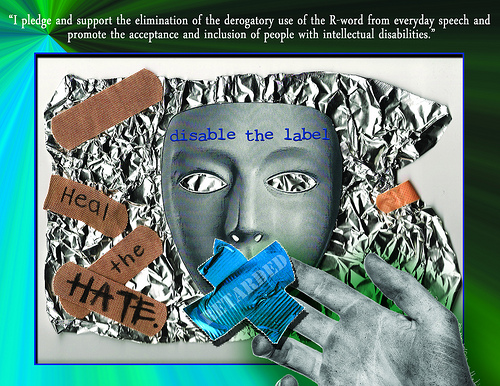 “I pledge and support the elimination of the derogatory use of the R-word from everyday speech and
promote the acceptance and inclusion of people with intellectual disabilities.”
disable the label
Heal
the
HATE.
RETARDED